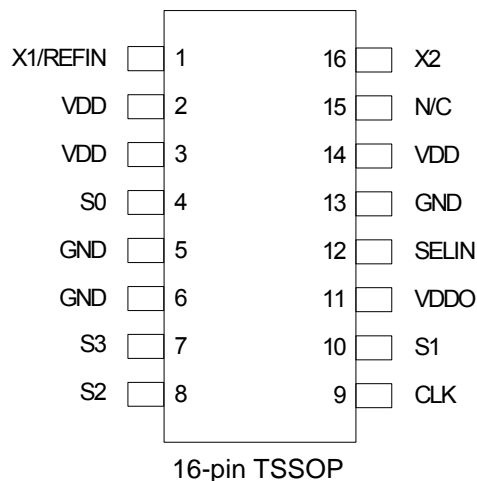 X1/REFIN 1 16 X2
VDD 2 15 N/C
VDD 3 14 VDD
S0 4 13 GND
GND 5 12 SELIN
GND 6 11 VDDO
S3 7 10 S1
S2 8 9 CLK
16-pin TSSOP